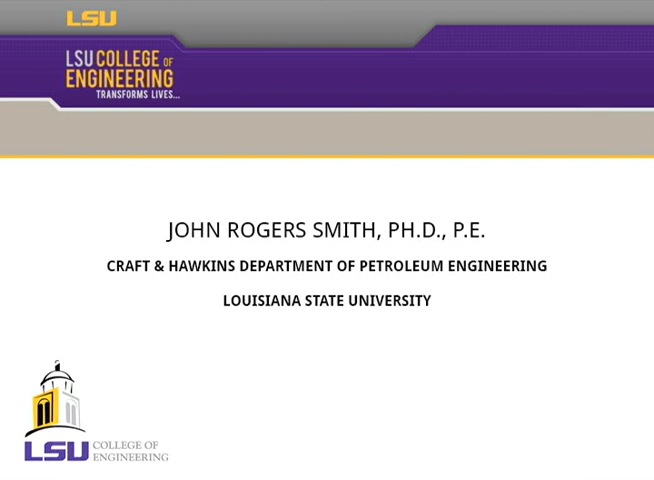 LSU
LSU COLLEGE OF
ENGINEERING
TRANSFORMS LIVES...
JOHN ROGERS SMITH, PH.D., P.E.
CRAFT & HAWKINS DEPARTMENT OF PETROLEUM ENGINEERING
LOUISIANA STATE UNIVERSITY
LSU COLLEGE OF
ENGINEERING